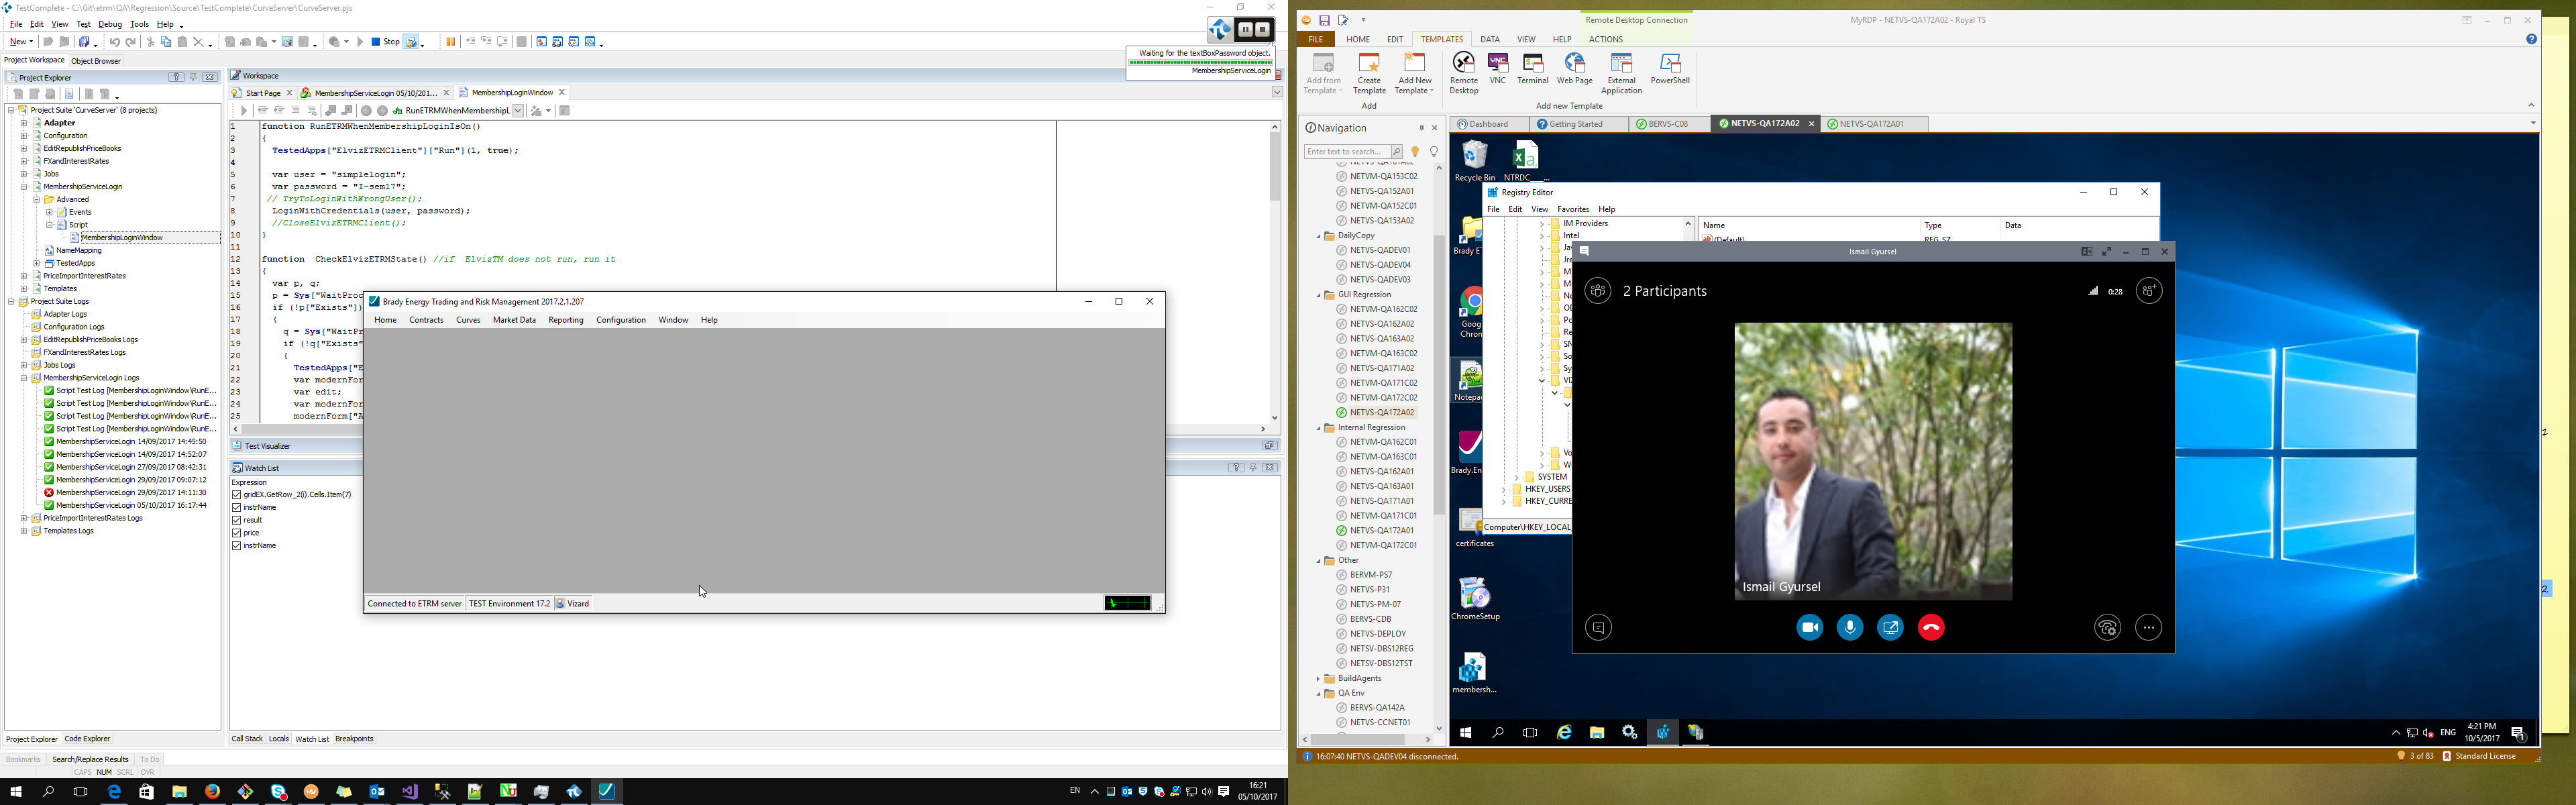 TestComplete - C:\Git\etrm\QA\Regression\Source\TestComplete\CurveServer\CurveServer.pjs
File Edit View Test Debug Tools Help
New Stop
Waiting for the textBoxPassword object.
MembershipServiceLogin
Project Workspace Object Browser
Project Explorer
Project Suite 'CurveServer' (8 projects)
Adapter
Configuration
EditRepublishPriceBooks
FXandInterestRates
Jobs
MembershipServiceLogin
Advanced
Events
Script
MembershipLoginWindow
NameMapping
TestedApps
PriceImportInterestRates
Templates
Project Suite Logs
Adapter Logs
Configuration Logs
EditRepublishPriceBooks Logs
FXandInterestRates Logs
Jobs Logs
MembershipServiceLogin Logs
Script Test Log [MembershipLoginWindow\RunE...
Script Test Log [MembershipLoginWindow\RunE...
Script Test Log [MembershipLoginWindow\RunE...
Script Test Log [MembershipLoginWindow\RunE...
MembershipServiceLogin 14/09/2017 14:45:50
MembershipServiceLogin 14/09/2017 14:52:07
MembershipServiceLogin 27/09/2017 08:42:31
MembershipServiceLogin 29/09/2017 09:07:12
MembershipServiceLogin 29/09/2017 14:11:30
MembershipServiceLogin 05/10/2017 16:17:44
PriceImportInterestRates Logs
Templates Logs
Project Explorer Code Explorer
Workspace
Start Page MembershipServiceLogin 05/10/201... MembershipLoginWindow
RunETRMWhenMembershipL
1 function RunETRMWhenMembershipLoginIsOn()
2 {
3 TestedApps["ElvizETRMClient"]["Run"](1, true);
4
5 var user = "simplelogin";
6 var password = "I-seml7";
7 // TryToLoginWithWrongUser();
8 LoginWithCredentials(user, password);
9 //CloseElvizETRMClient();
10 }
11
12 function CheckElvizETRMState() //if ElvizTM does not run, run it
13 {
14 var p, q;
15 p = Sys["WaitProc
16 if (!p["Exists"])
17 {
18 q = Sys["WaitPr
19 if (!q["Exists"
20 {
21 TestedApps["E
22 var modernFor
23 var edit;
24 var modernFor
25 modernForm["A
Test Visualizer
Watch List
Expression
gridEX.GetRow_2(i).Cells.Item(7)
instrName
result
price
instrName
Call Stack Locals Watch List Breakpoints
Bookmarks Search/Replace Results To Do
CAPS NUM SCRL OVR
Brady Energy Trading and Risk Management 2017.2.1.207
Home Contracts Curves Market Data Reporting Configuration Window Help
Connected to ETRM server TEST Environment 17.2 Vizard
EN 16:21
05/10/2017
Remote Desktop Connection
MyRDP - NETVS-QA172A02 - Royal TS
FILE HOME EDIT TEMPLATES DATA VIEW HELP ACTIONS
Add from Template
Create Template
Add New Template
Remote Desktop
VNC
Terminal
Web Page
External Application
PowerShell
Add
Add new Template
Navigation
Enter text to search...
NETVM-QA153C02
NETVS-QA152A01
NETVM-QA152C01
NETVS-QA153A02
DailyCopy
NETVS-QADEV01
NETVS-QADEV04
NETVS-QADEV03
GUI Regression
NETVM-QA162C02
NETVS-QA162A02
NETVS-QA163A02
NETVM-QA163C02
NETVS-QA171A02
NETVM-QA171C02
NETVM-QA172C02
NETVS-QA172A02
Internal Regression
NETVM-QA162C01
NETVM-QA163C01
NETVS-QA162A01
NETVS-QA163A01
NETVS-QA171A01
NETVM-QA171C01
NETVS-QA172A01
NETVM-QA172C01
Other
BERVM-PS7
NETVS-P31
NETVS-PM-07
BERVS-CDB
NETVS-DEPLOY
NETSV-DBS12REG
NETSV-DBS12TST
BuildAgents
QA Env
BERVS-QA142A
NETVS-CCNET01
Dashboard Getting Started BERVS-C08 NETVS-QA172A02 NETVS-QA172A01
Recycle Bin
NTRDC___...
Brady ET
Goog
Chrom
Notepa
Brady.En
certificates
ChromeSetup
membersh...
Registry Editor
File Edit View Favorites Help
IM Providers
Intel
SYSTEM
HKEY_USERS
HKEY_CURRE
Name Type Data
(Default) REG_SZ
Computer\HKEY_LOCAL
Ismail Gyursel
2 Participants
0:28
Ismail Gyursel
ENG 4:21 PM
10/5/2017
16:07:40 NETVS-QADEV04 disconnected.
3 of 83 Standard License